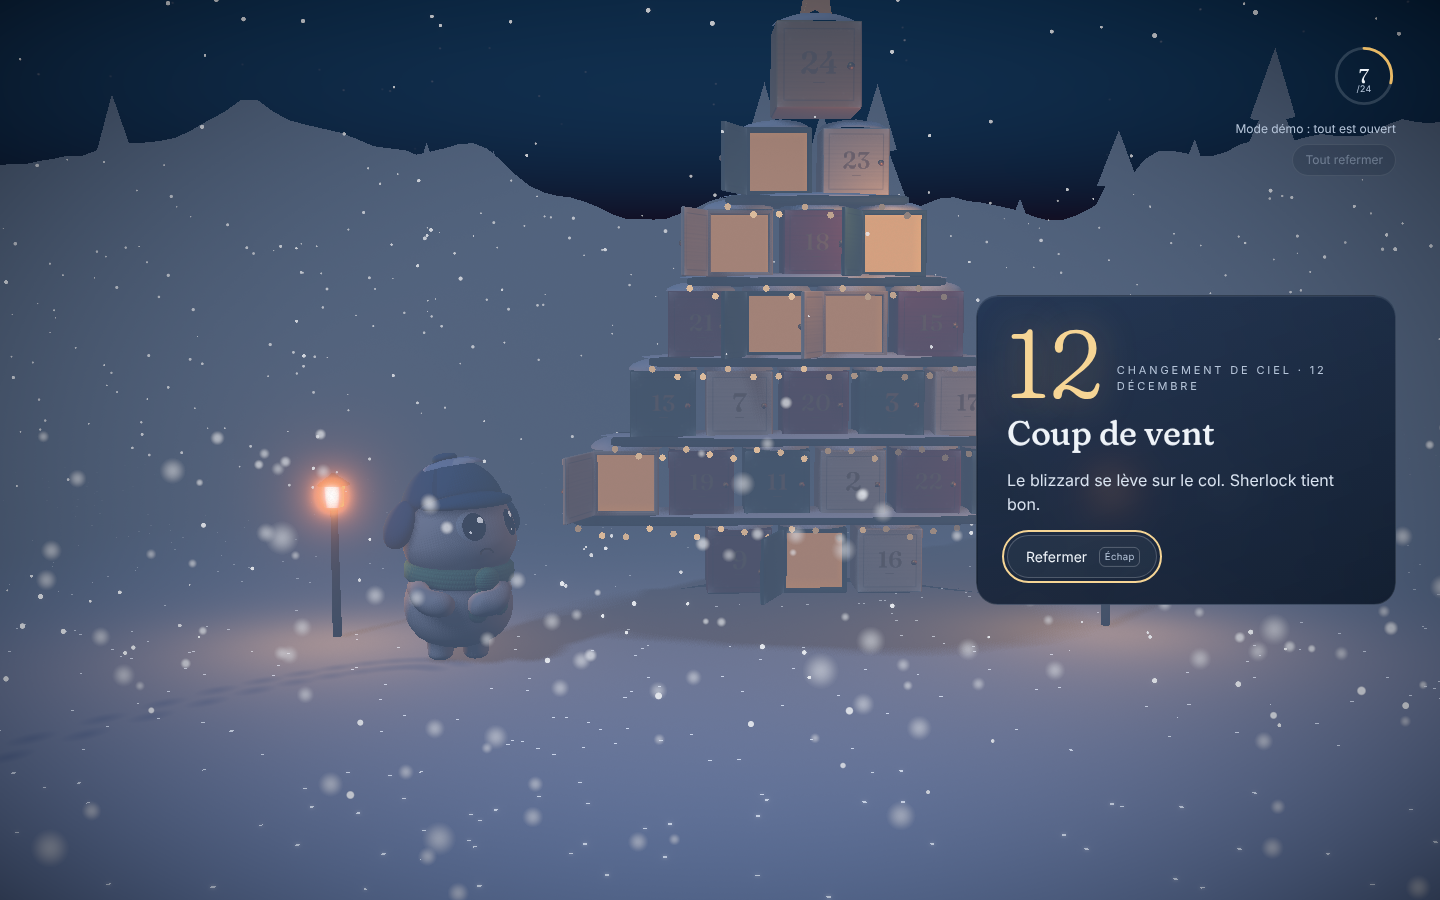 24
7
/24
Mode démo : tout est ouvert
Tout refermer
23
18
21
15
13
7
20
3
17
19
11
2
22
16
12
CHANGEMENT DE CIEL · 12
DÉCEMBRE
Coup de vent
Le blizzard se lève sur le col. Sherlock tient
bon.
Refermer
Échap